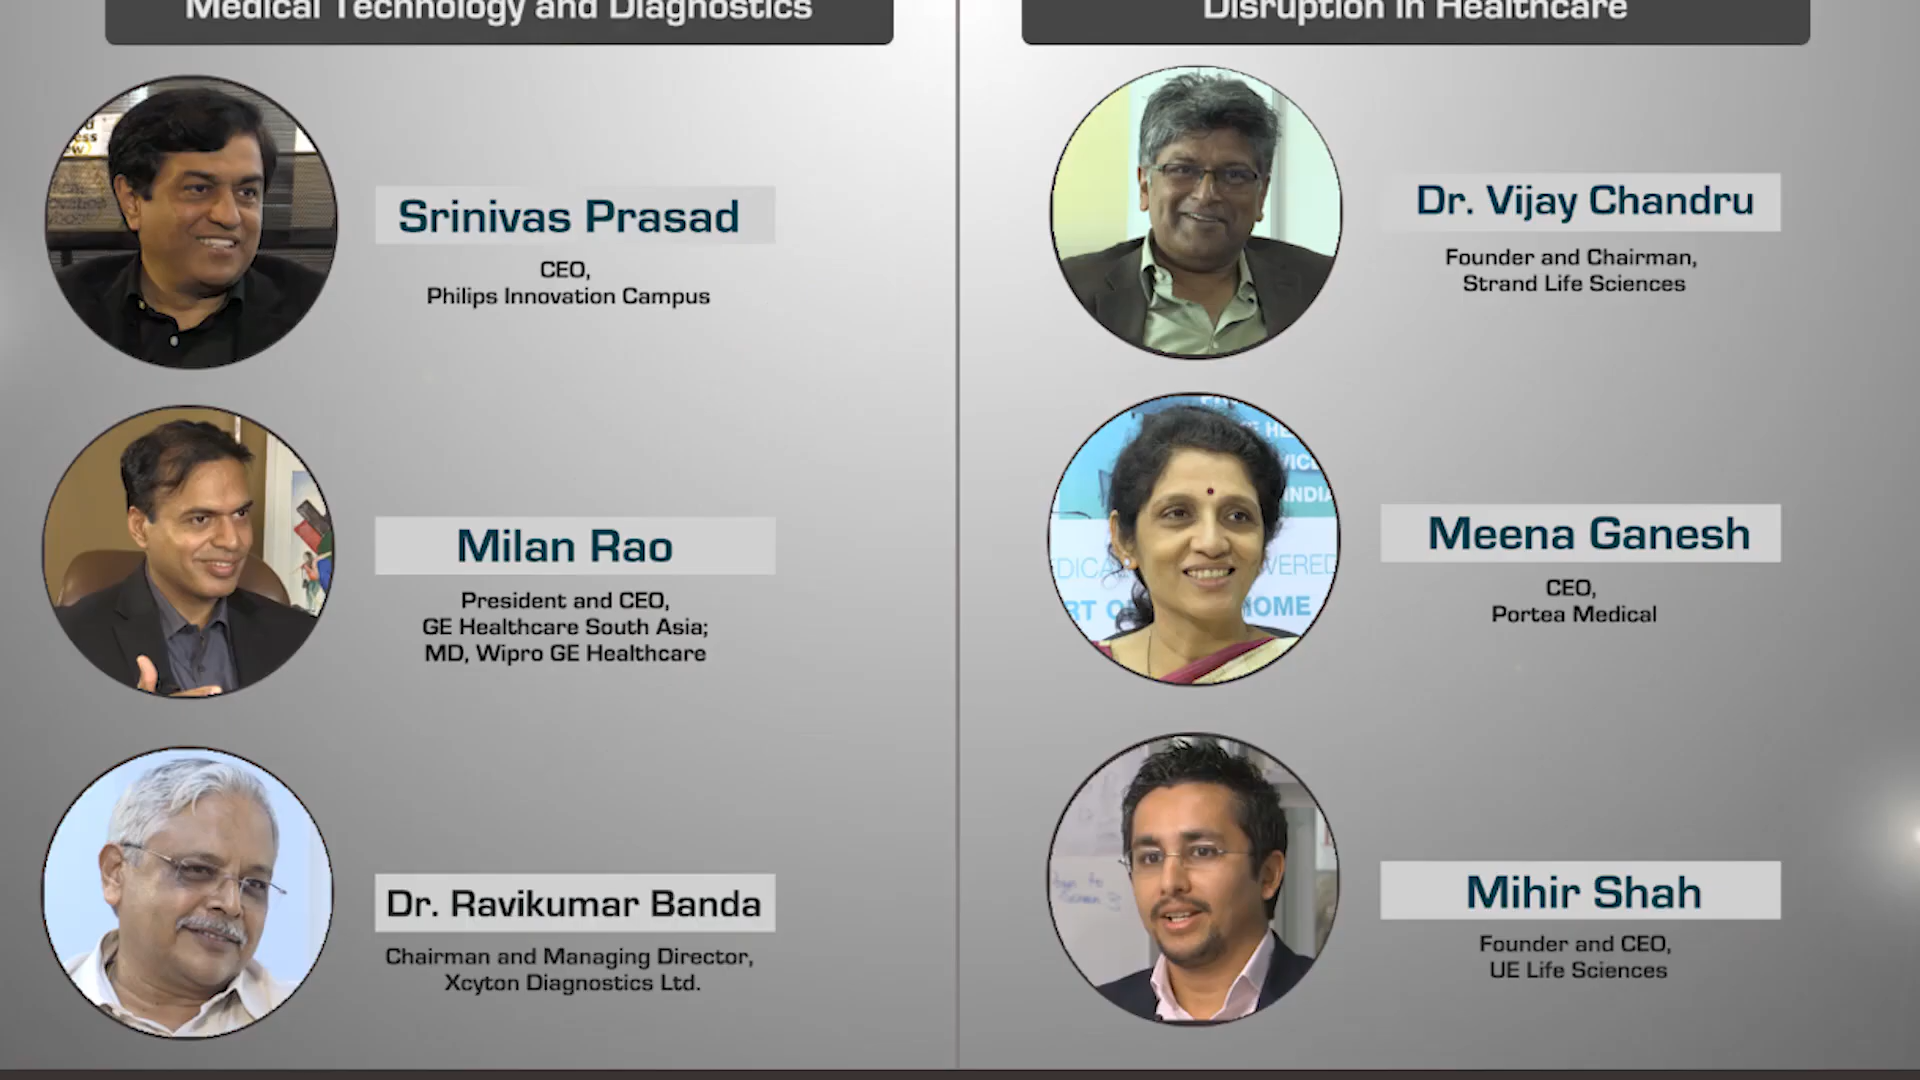 Medical Technology and Diagnostics
Srinivas Prasad
CEO,
Philips Innovation Campus
Milan Rao
President and CEO,
GE Healthcare South Asia;
MD, Wipro GE Healthcare
Dr. Ravikumar Banda
Chairman and Managing Director,
Xcyton Diagnostics Ltd.
Disruption in Healthcare
Dr. Vijay Chandru
Founder and Chairman,
Strand Life Sciences
INDIA
HOME
Meena Ganesh
CEO,
Portea Medical
Mihir Shah
Founder and CEO,
UE Life Sciences